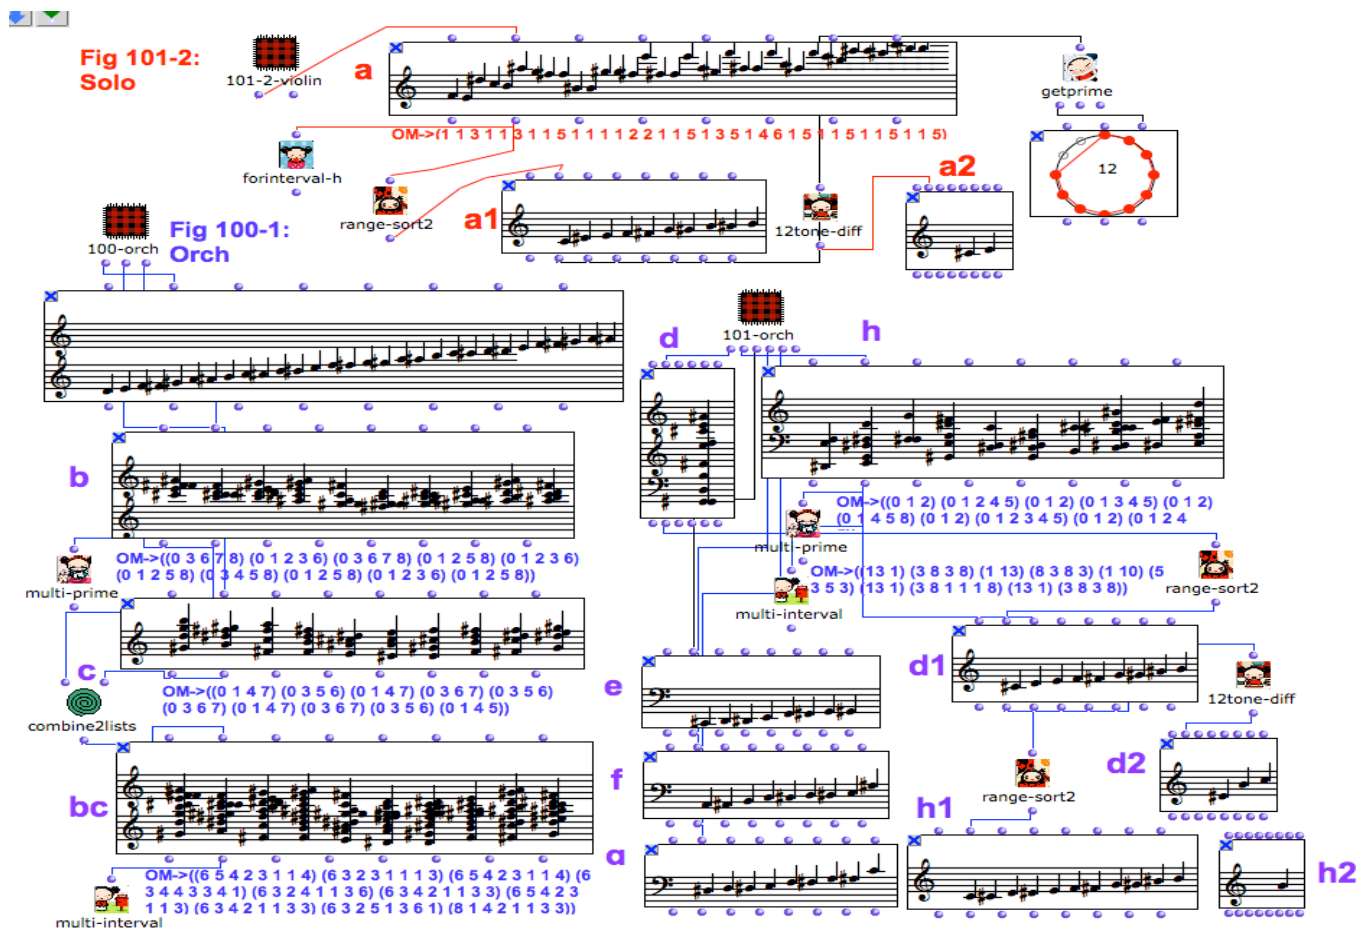 Fig 101-2:
Solo
101-2-violin
a
getprime
OM->(1 1 3 1 1 3 1 1 5 1 1 1 1 2 2 1 1 5 1 3 5 1 4 6 1 5 1 1 5 1 1 5 1 1 5)
12
forinterval-h
range-sort2
a1
12tone-diff
a2
100-orch
Fig 100-1:
Orch
101-orch
d
h
b
OM->((0 1 2) (0 1 2 4 5) (0 1 2) (0 1 3 4 5) (0 1 2)
(0 1 4 5 8) (0 1 2) (0 1 2 3 4 5) (0 1 2) (0 1 2 4
multi-prime
OM->((0 3 6 7 8) (0 1 2 3 6) (0 3 6 7 8) (0 1 2 5 8) (0 1 2 3 6)
(0 1 2 5 8) (0 3 4 5 8) (0 1 2 5 8) (0 1 2 3 6) (0 1 2 5 8))
multi-prime
OM->((13 1) (3 8 3 8) (1 13) (8 3 8 3) (1 10) (5
3 5 3) (13 1) (3 8 1 1 1 8) (13 1) (3 8 3 8))
multi-interval
range-sort2
c
OM->((0 1 4 7) (0 3 5 6) (0 1 4 7) (0 3 6 7) (0 3 5 6)
(0 3 6 7) (0 1 4 7) (0 3 6 7) (0 3 5 6) (0 1 4 5))
combine2lists
e
d1
12tone-diff
bc
f
d2
range-sort2
h1
OM->((6 5 4 2 3 1 1 4) (6 3 2 3 1 1 1 3) (6 5 4 2 3 1 1 4) (6
3 4 4 3 3 4 1) (6 3 2 4 1 1 3 6) (6 3 4 2 1 1 3 3) (6 5 4 2 3
1 1 3) (6 3 4 2 1 1 3 3) (6 3 2 5 1 3 6 1) (8 1 4 2 1 1 3 3))
multi-interval
h2